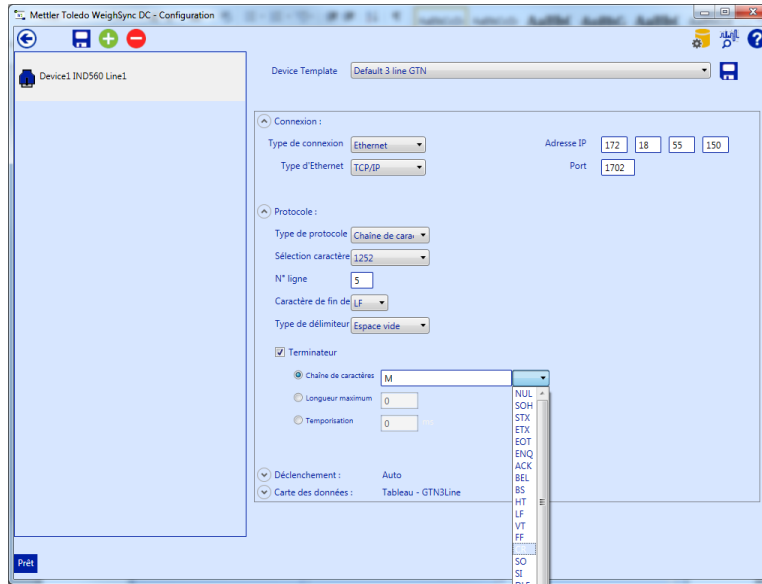 Mettler Toledo WeighSync DC - Configuration
Device1 IND560 Line1
Device Template Default 3 line GTN
Connexion :
Type de connexion Ethernet Adresse IP 172 18 55 150
Type d'Ethernet TCP/IP Port 1702
Protocole :
Type de protocole Chaîne de cara
Sélection caractère 1252
N° ligne 5
Caractère de fin de LF
Type de délimiteur Espace vide
Terminateur
Chaîne de caractères M
Longueur maximum 0
Temporisation 0
NUL
SOH
STX
ETX
EOT
ENQ
ACK
BEL
BS
HT
LF
VT
FF
SO
SI
Déclenchement : Auto
Carte des données : Tableau - GTN3Line
Prêt